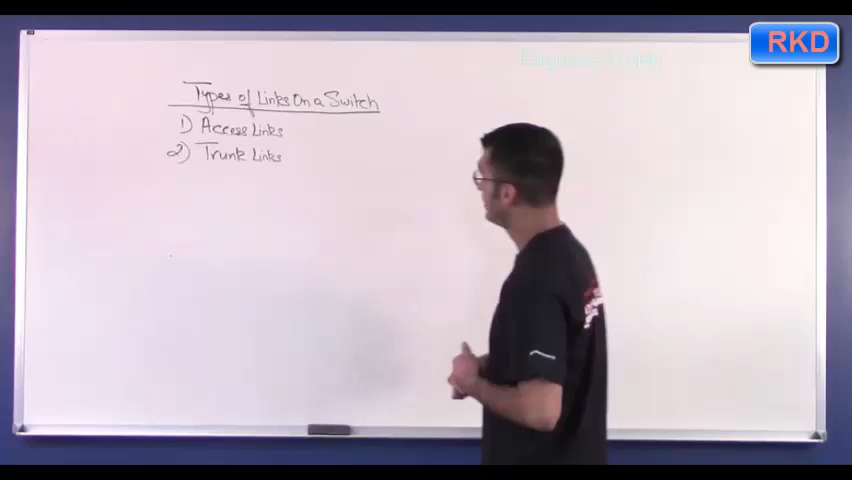 RKD
Types of Links On a Switch
1) Access Links
2) Trunk Links